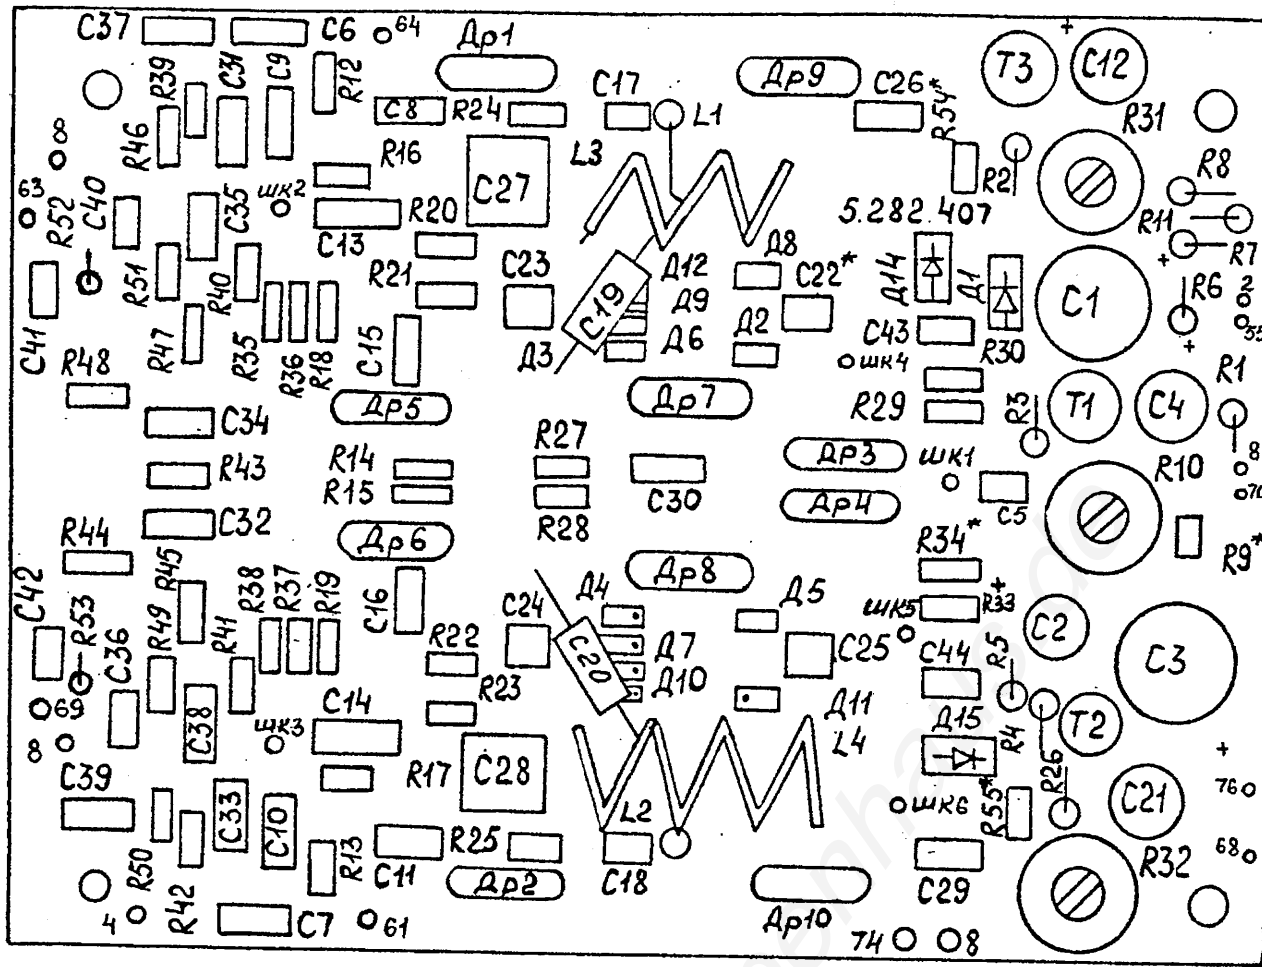 C37 C6 64 Др1
R39 C31 C9 R12 C8 R24 C17 L1 Др9 C26* R54* T3 + C12
R31
8 R46 R16 L3 R2 R8
63 R52 C40 C35 ШК2 C27 5.282.407 R11
C13 R20 R7
R51 R40 R21 C23 C19 Д12 Д8 C22* Д14 Д1 C1 + R6 2
Д9
C41 R47 R35 R36 R18 C15 Д3 Д6 Д2 C43 R30 55
ШК4 +
R48 Др5 Др7 R29 R3 T1 C4 R1
C34
R43 R14 R27 Др3 ШК1 R10 8
R15 C30 C5 70
C32 R28 Др4
R44 Др6 R34* R9*
C42 R45 R38 R37 R19 C16 Др8
Д4 Д5 ШК5 R33 + C2
R53 R49 R41 R22 C24 C20 Д7 C25 C44 R5 C3
C36 Д10
69 R23
8 C38 ШК3 C14 Д11 Д15 R4 T2
L4 +
C39 R17 C28 R26 76
C33 C10 L2 ШК6 R55* C21
R50 R13 C11 R25 C18 C29 68
R42 Др2 R32
4 C7 61 Др10
74 8